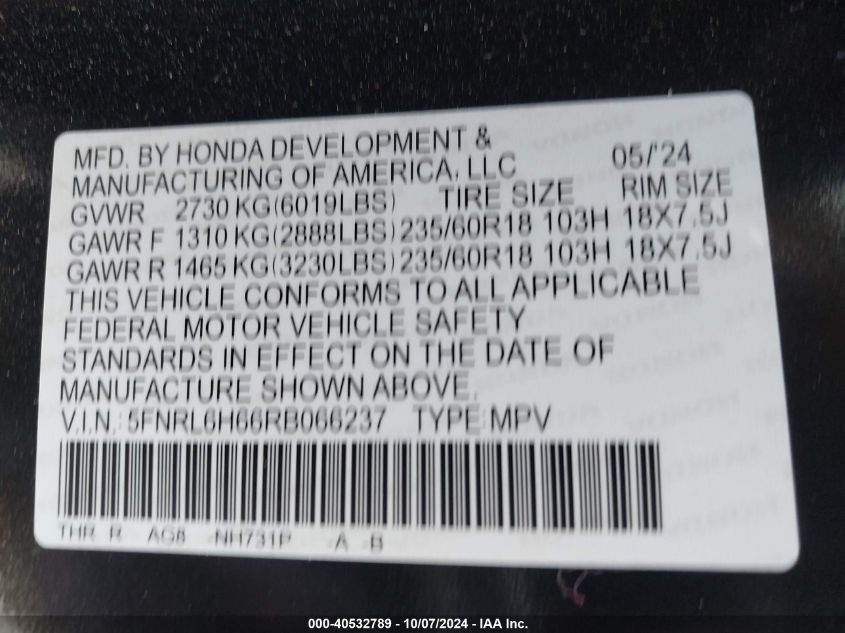 MFD. BY HONDA DEVELOPMENT &
MANUFACTURING OF AMERICA, LLC 05/'24
GVWR 2730 KG(6019LBS) TIRE SIZE RIM SIZE
GAWR F 1310 KG(2888LBS) 235/60R18 103H 18X7.5J
GAWR R 1465 KG(3230LBS) 235/60R18 103H 18X7.5J
THIS VEHICLE CONFORMS TO ALL APPLICABLE
FEDERAL MOTOR VEHICLE SAFETY
STANDARDS IN EFFECT ON THE DATE OF
MANUFACTURE SHOWN ABOVE.
V.I.N.: 5FNRL6H66RB066237 TYPE: MPV
THR R AG8 -NH731P -A -B
000-40532789 - 10/07/2024 - IAA Inc.